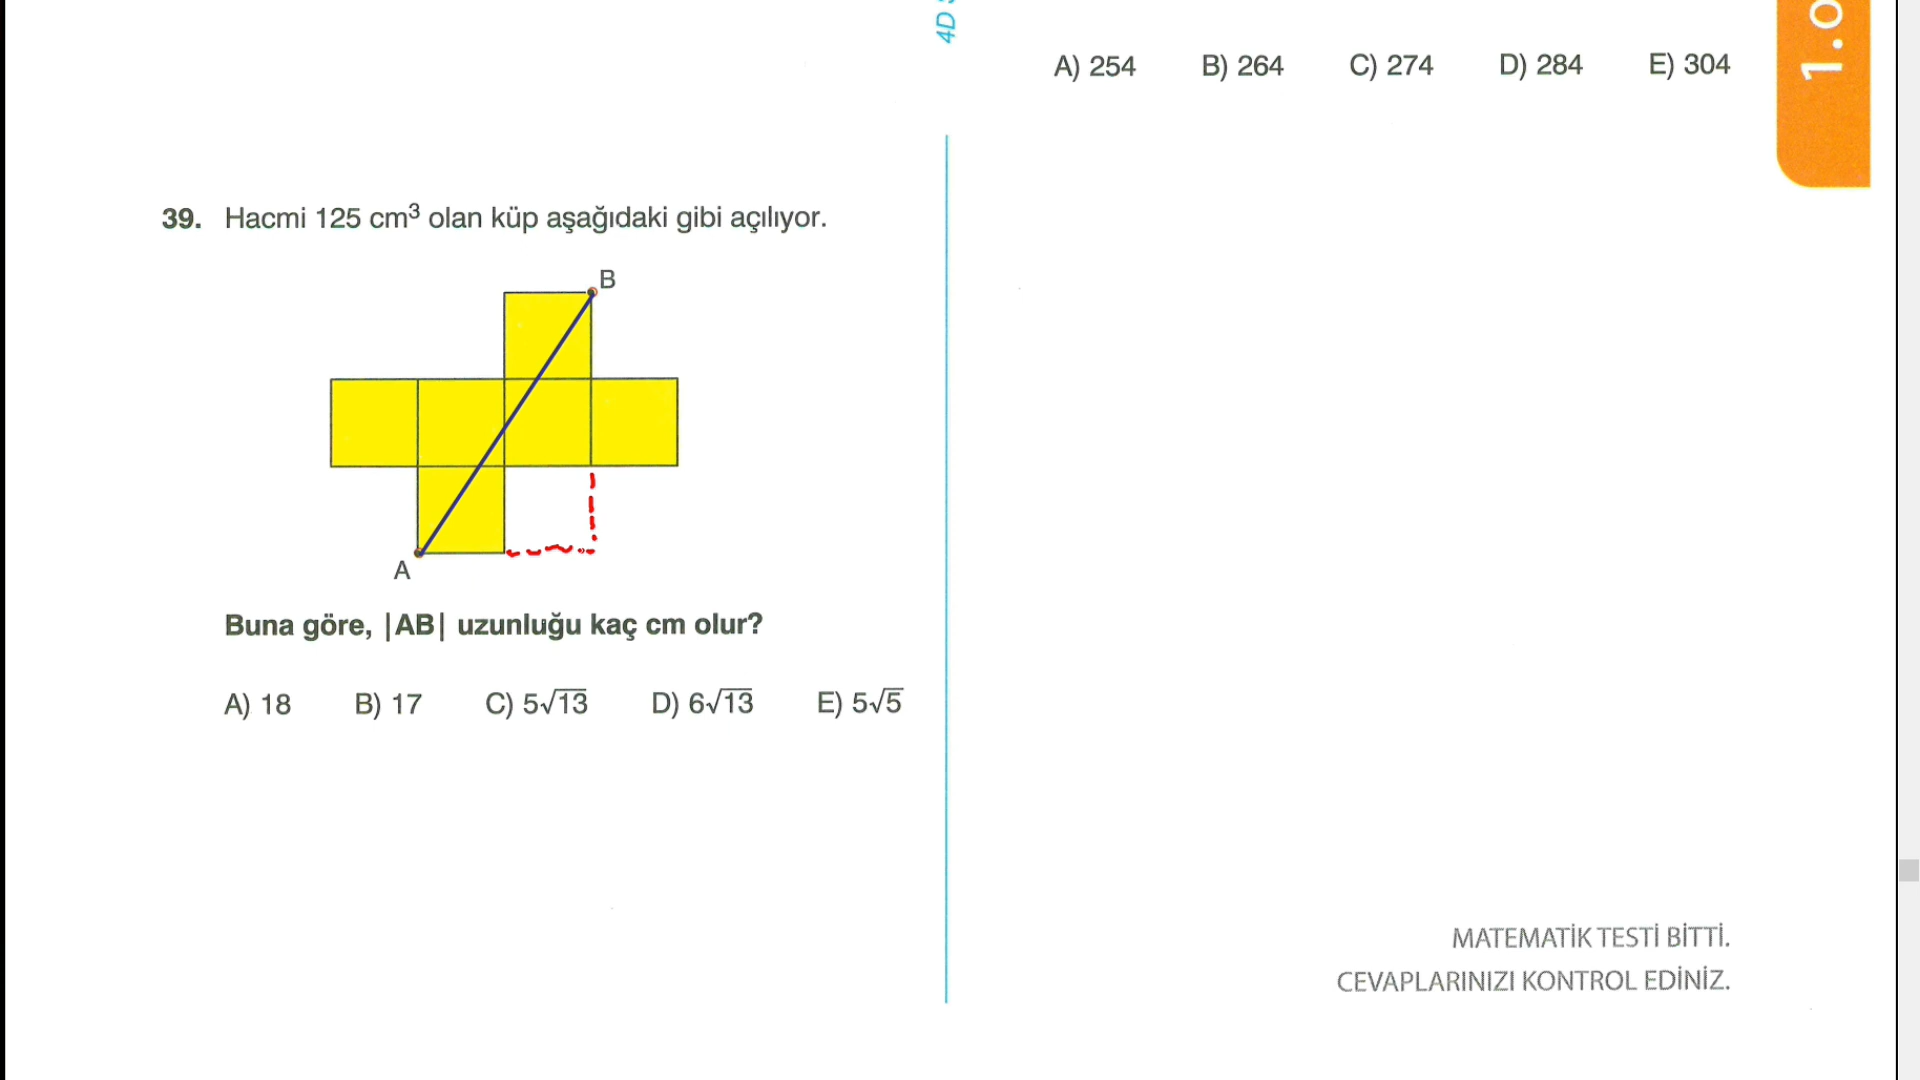 39. Hacmi 125 cm³ olan küp aşağıdaki gibi açılıyor.
B
A
Buna göre, |AB| uzunluğu kaç cm olur?
A) 18 B) 17 C) 5√13 D) 6√13 E) 5√5
4D
A) 254 B) 264 C) 274 D) 284 E) 304
MATEMATİK TESTİ BİTTİ.
CEVAPLARINIZI KONTROL EDİNİZ.